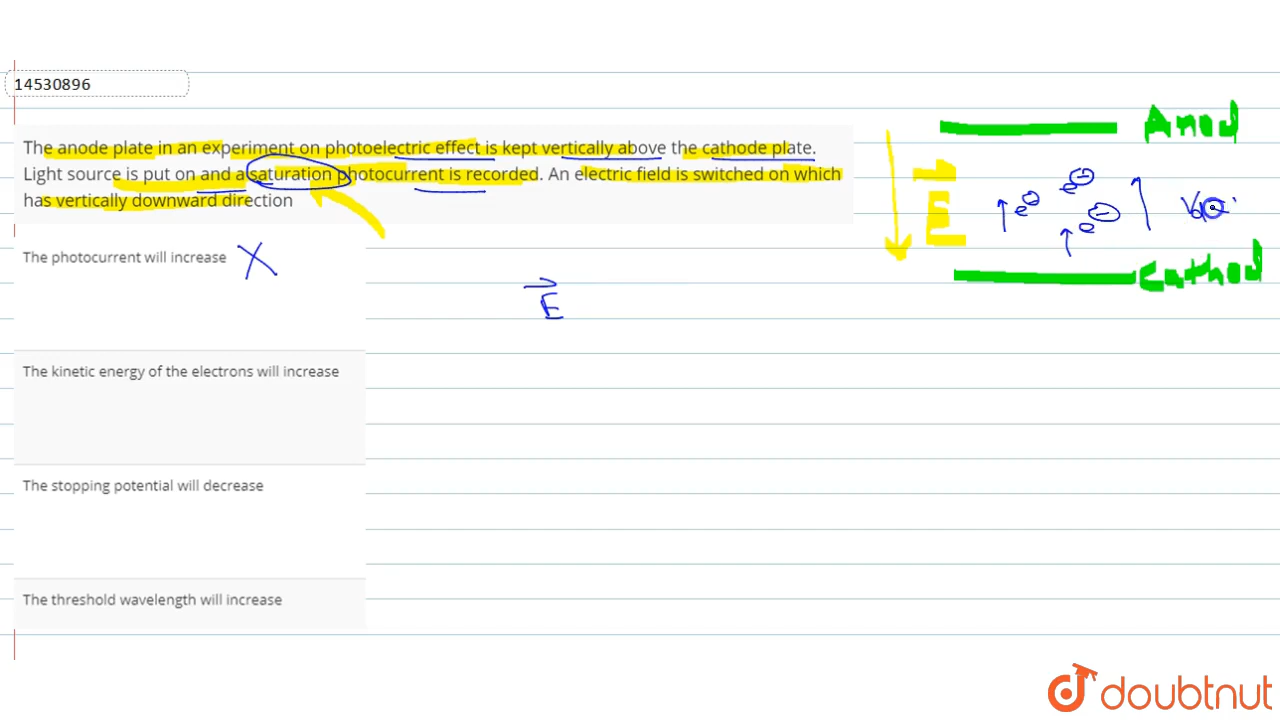 14530896
The anode plate in an experiment on photoelectric effect is kept vertically above the cathode plate.
Light source is put on and a saturation photocurrent is recorded. An electric field is switched on which
has vertically downward direction
The photocurrent will increase
The kinetic energy of the electrons will increase
The stopping potential will decrease
The threshold wavelength will increase
Anod
E
e⊖ e⊖ e⊖
Cathod
E
doubtnut